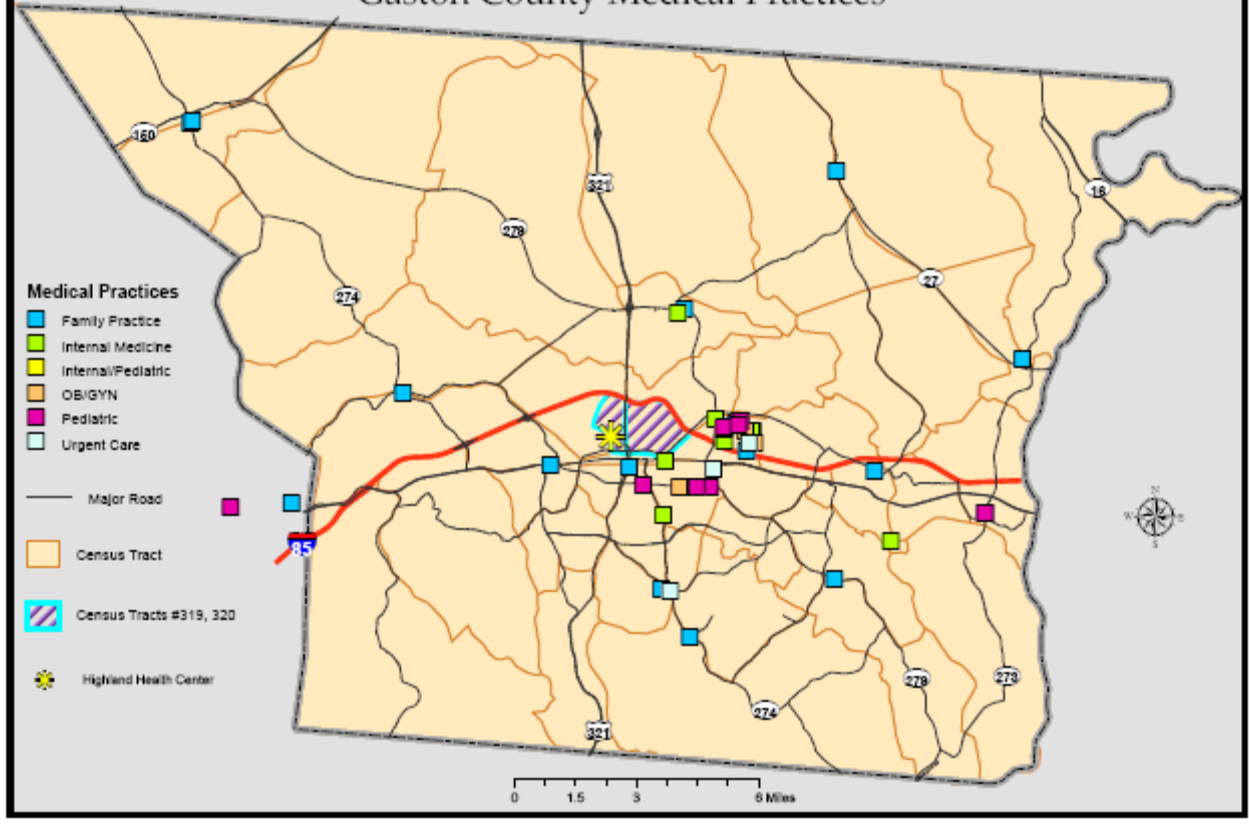 Gaston County Medical Practices
160
321
16
279
27
274
Medical Practices
Family Practice
Internal Medicine
Internal/Pediatric
OB/GYN
Pediatric
Urgent Care
Major Road
85
N
W E
S
Census Tract
Census Tracts #319, 320
Highland Health Center
279
273
274
321
0 1.5 3 6 Miles